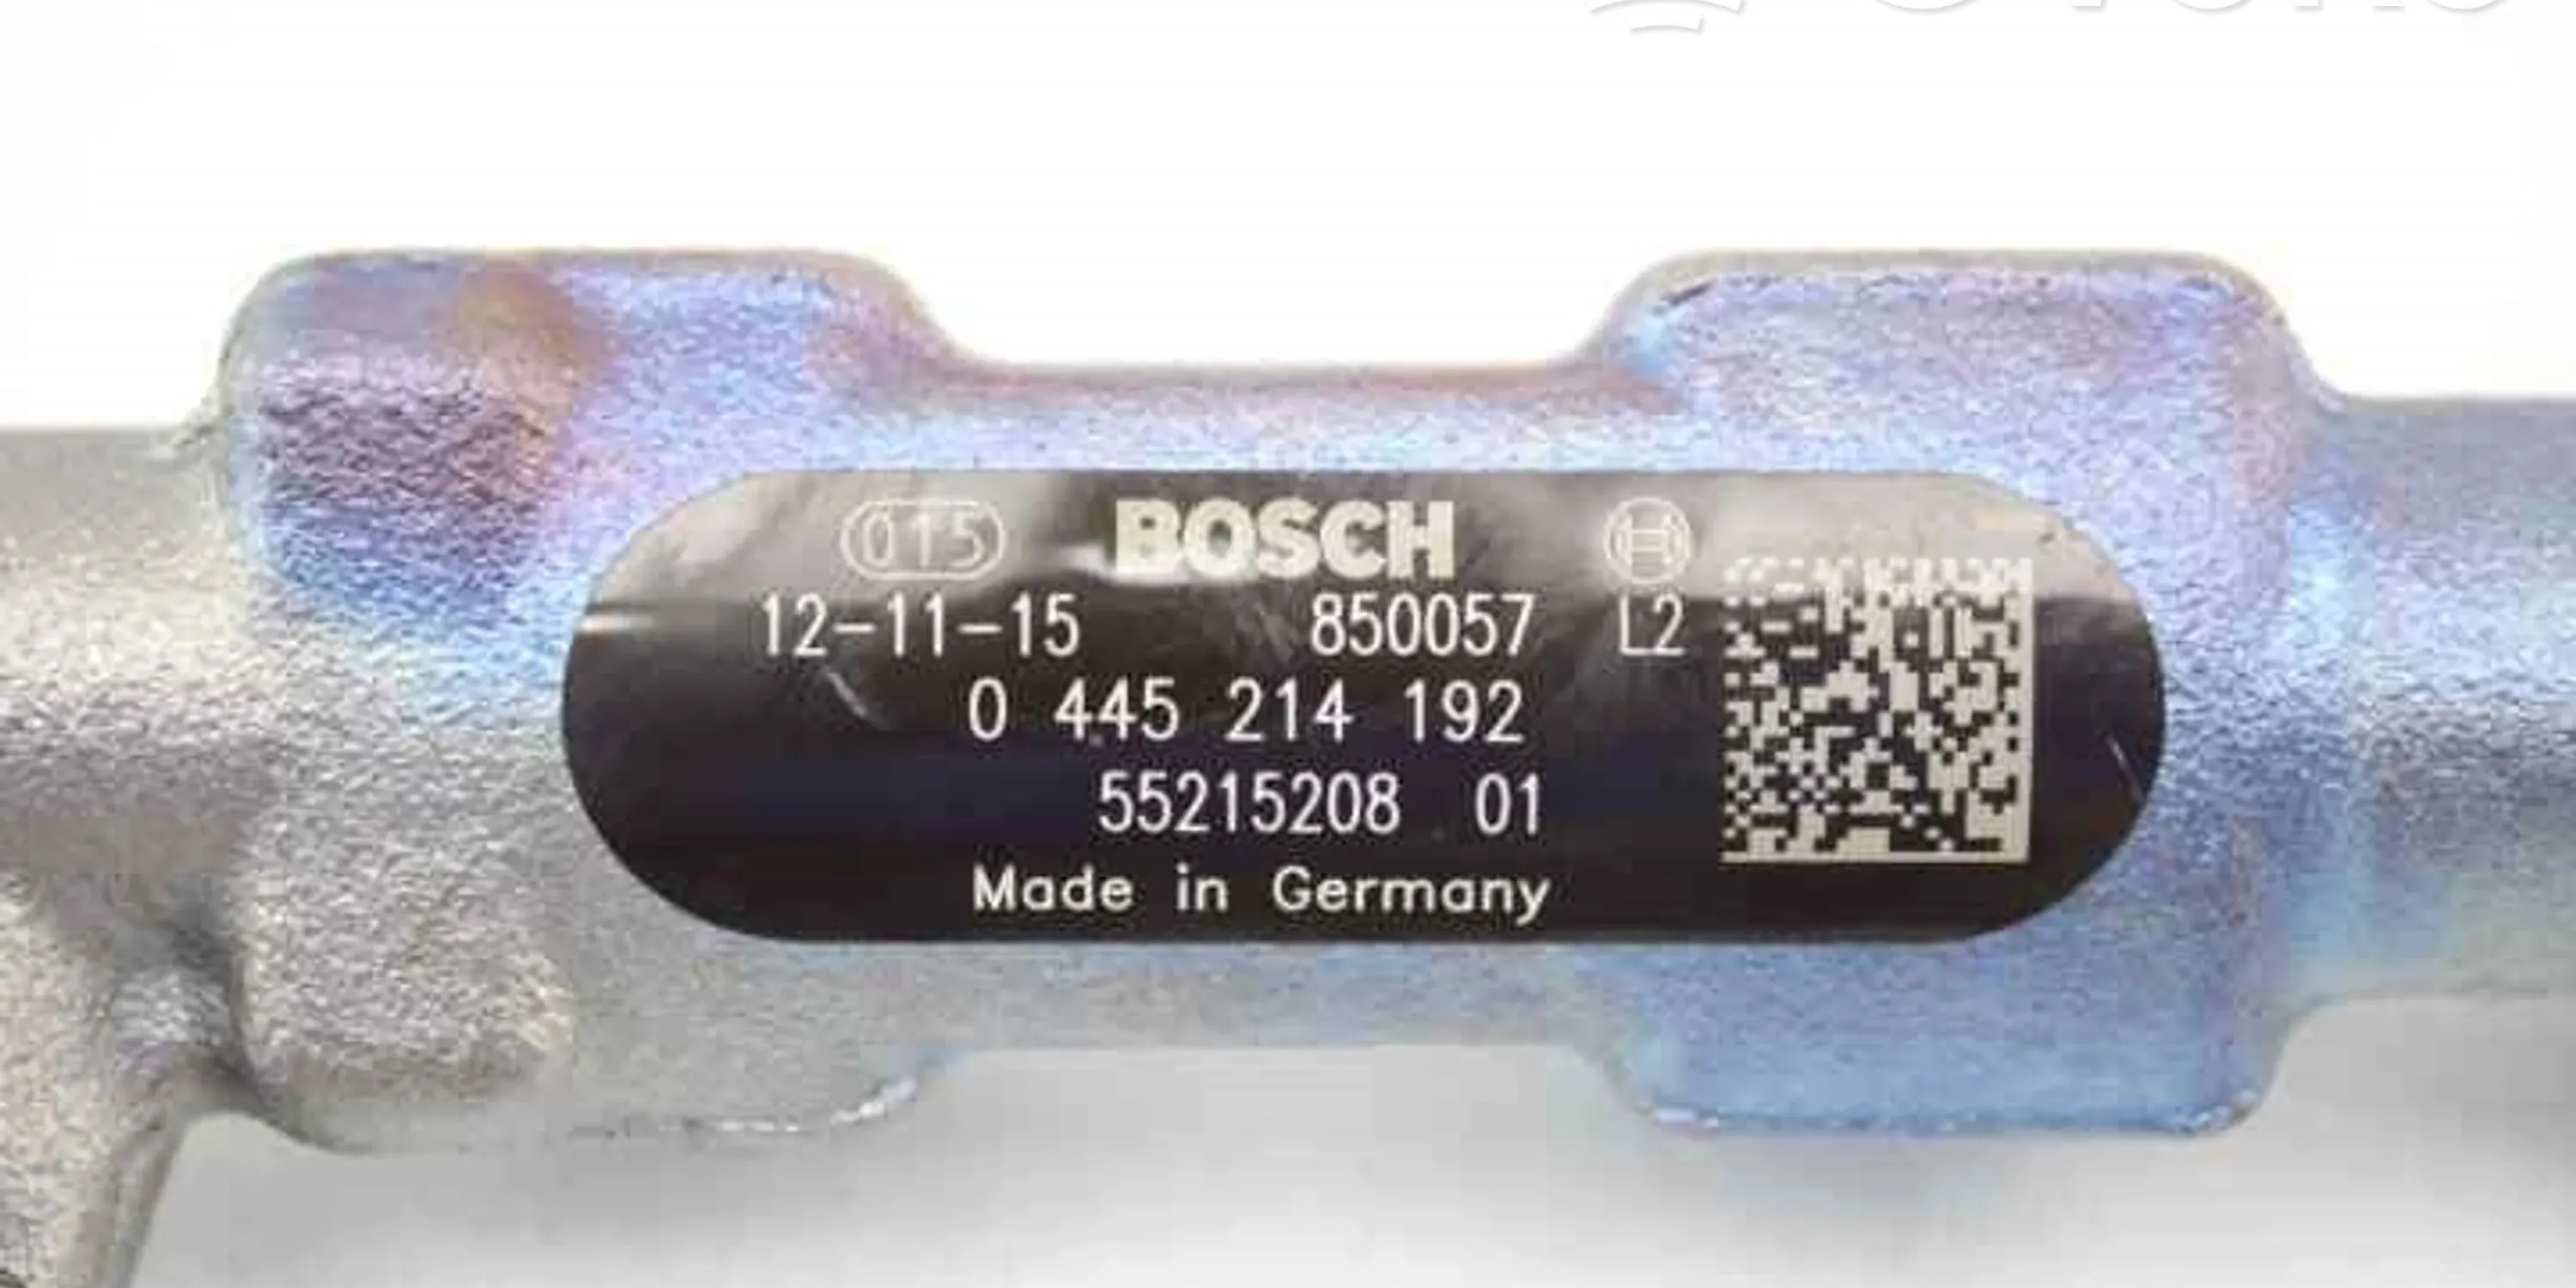 015 BOSCH
12-11-15 850057 L2
0 445 214 192
55215208 01
Made in Germany